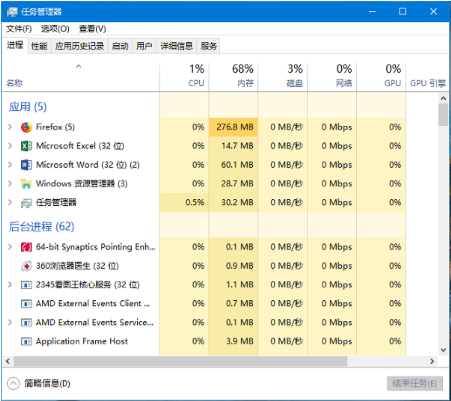 任务管理器
文件(F) 选项(O) 查看(V)
进程 性能 应用历史记录 启动 用户 详细信息 服务
1% 68% 3% 0% 0%
名称 CPU 内存 磁盘 网络 GPU GPU 引擎
应用 (5)
Firefox (5) 0% 276.8 MB 0 MB/秒 0 Mbps 0%
Microsoft Excel (32 位) 0% 14.7 MB 0 MB/秒 0 Mbps 0%
Microsoft Word (32 位) (2) 0% 60.1 MB 0 MB/秒 0 Mbps 0%
Windows 资源管理器 (3) 0% 28.7 MB 0 MB/秒 0 Mbps 0%
任务管理器 0.5% 30.2 MB 0 MB/秒 0 Mbps 0%
后台进程 (62)
64-bit Synaptics Pointing Enh... 0% 0.1 MB 0 MB/秒 0 Mbps 0%
360浏览器医生 (32 位) 0% 0.9 MB 0 MB/秒 0 Mbps 0%
2345看图王核心服务 (32 位) 0% 1.1 MB 0 MB/秒 0 Mbps 0%
AMD External Events Client ... 0% 0.7 MB 0 MB/秒 0 Mbps 0%
AMD External Events Service... 0% 0.1 MB 0 MB/秒 0 Mbps 0%
Application Frame Host 0% 3.9 MB 0 MB/秒 0 Mbps 0%
简略信息(D) 结束任务(E)